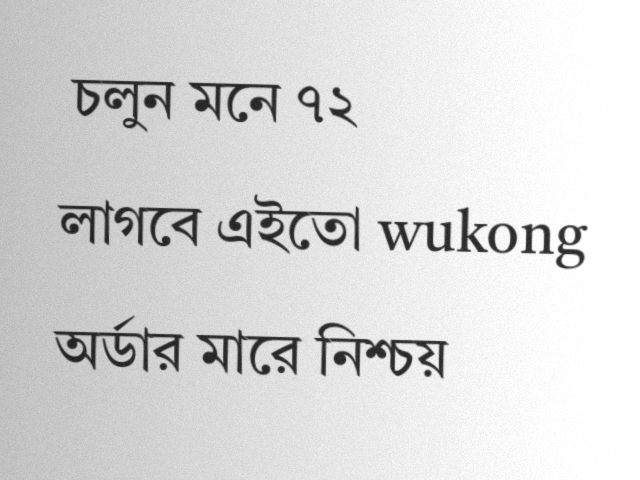 চলুন মনে ৭২
লাগবে এইতো wukong
অর্ডার মারে নিশ্চয়